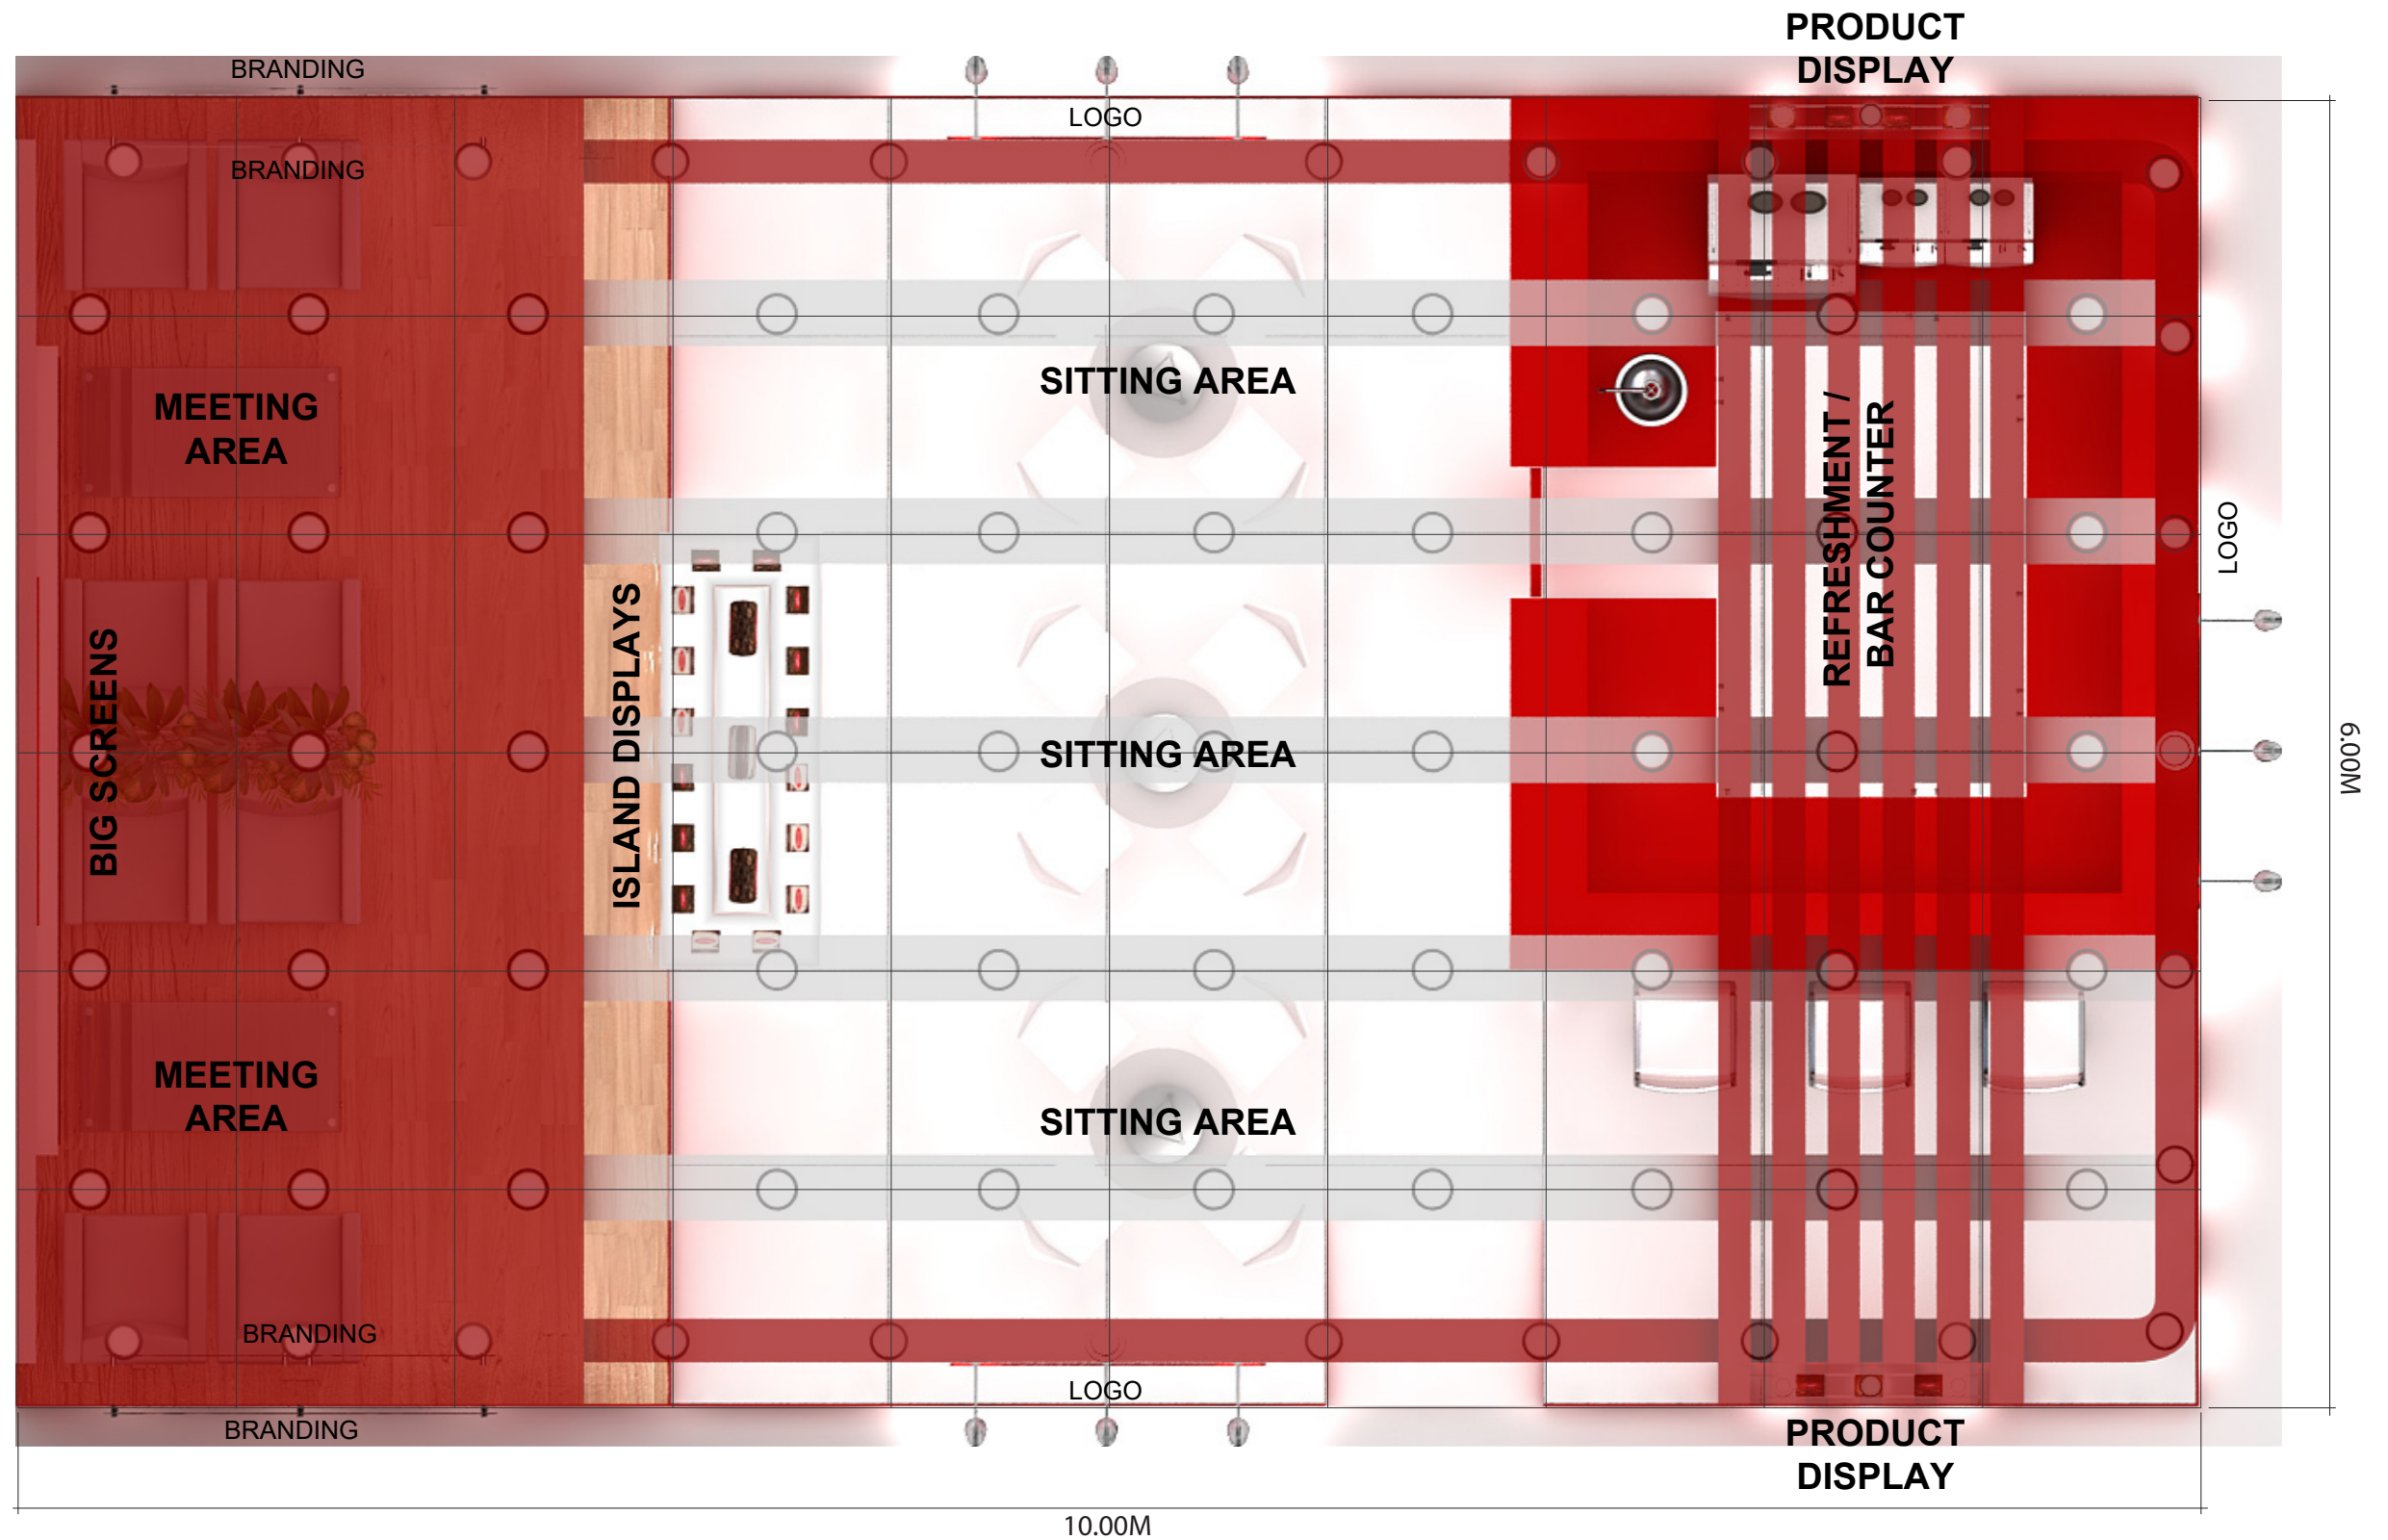 PRODUCT
DISPLAY
BRANDING
LOGO
BRANDING
MEETING
AREA
SITTING AREA
REFRESHMENT /
BAR COUNTER
LOGO
BIG SCREENS
ISLAND DISPLAYS
SITTING AREA
6.00M
MEETING
AREA
SITTING AREA
BRANDING
LOGO
BRANDING
PRODUCT
DISPLAY
10.00M